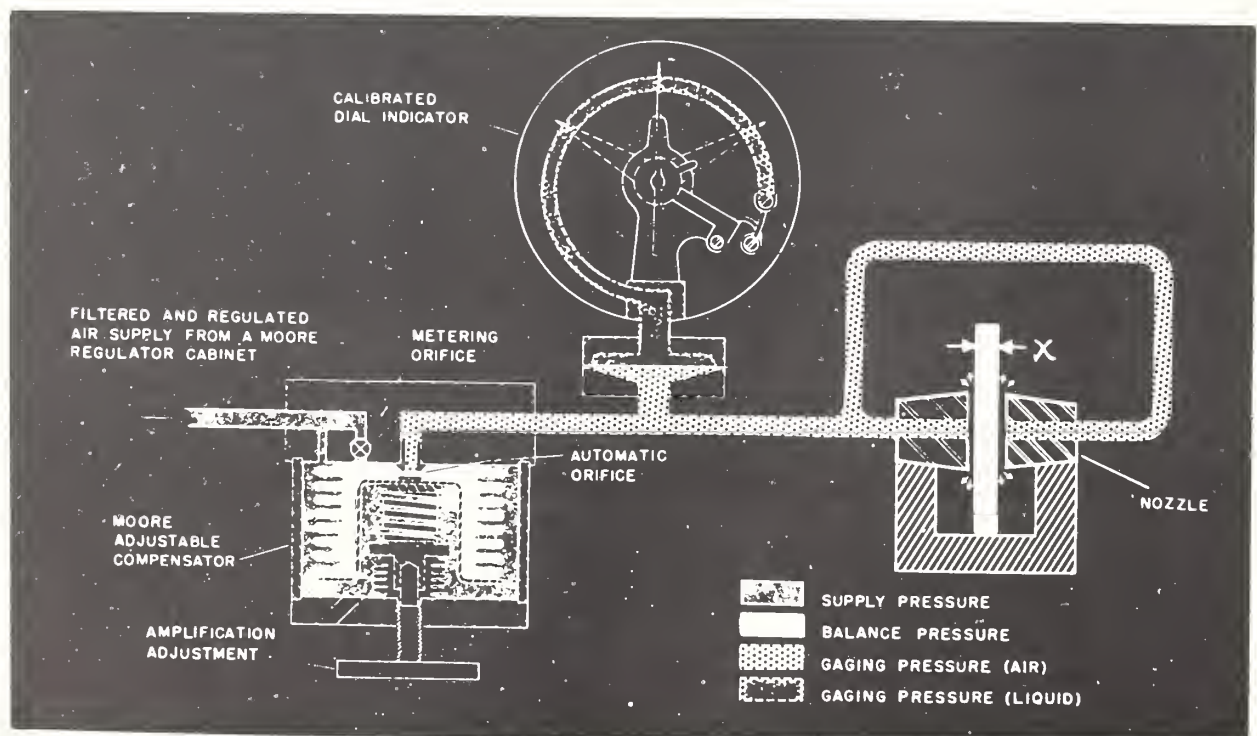 CALIBRATED
DIAL INDICATOR
FILTERED AND REGULATED
AIR SUPPLY FROM A MOORE
REGULATOR CABINET
METERING
ORIFICE
X
AUTOMATIC
ORIFICE
MOORE
ADJUSTABLE
COMPENSATOR
NOZZLE
AMPLIFICATION
ADJUSTMENT
SUPPLY PRESSURE
BALANCE PRESSURE
GAGING PRESSURE (AIR)
GAGING PRESSURE (LIQUID)